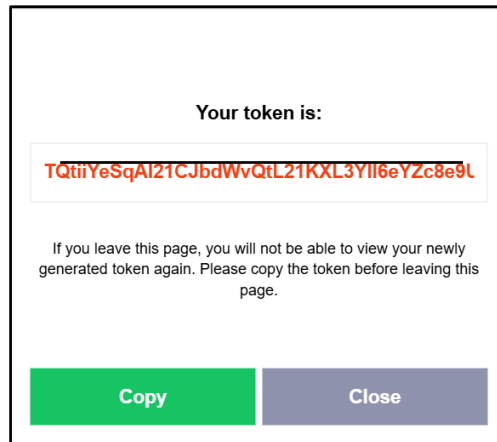 Your token is:
If you leave this page, you will not be able to view your newly
generated token again. Please copy the token before leaving this
page.
Copy
Close